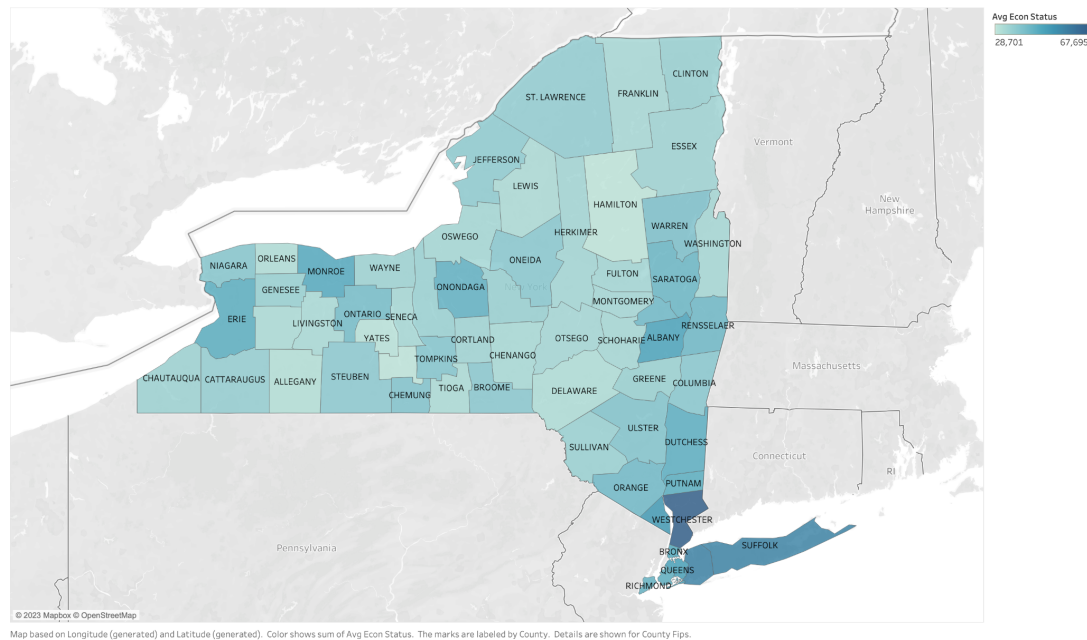 Avg Econ Status
28,701 67,695
CLINTON
FRANKLIN
ST. LAWRENCE
Vermont
ESSEX
JEFFERSON
LEWIS
New
Hampshire
HAMILTON
WARREN
HERKIMER
OSWEGO
WASHINGTON
ORLEANS
ONEIDA
NIAGARA
MONROE
WAYNE
FULTON
SARATOGA
GENESEE
ONONDAGA
New York
MONTGOMERY
ONTARIO
SENECA
ERIE
LIVINGSTON
RENSSELAER
YATES
CORTLAND
OTSEGO
SCHOHARIE
ALBANY
CHENANGO
TOMPKINS
Massachusetts
CHAUTAUQUA
CATTARAUGUS
ALLEGANY
STEUBEN
GREENE
COLUMBIA
TIOGA
BROOME
DELAWARE
CHEMUNG
ULSTER
DUTCHESS
SULLIVAN
Connecticut
RI
ORANGE
PUTNAM
WESTCHESTER
Pennsylvania
SUFFOLK
BRONX
QUEENS
RICHMOND
© 2023 Mapbox © OpenStreetMap
Map based on Longitude (generated) and Latitude (generated). Color shows sum of Avg Econ Status. The marks are labeled by County. Details are shown for County Fips.